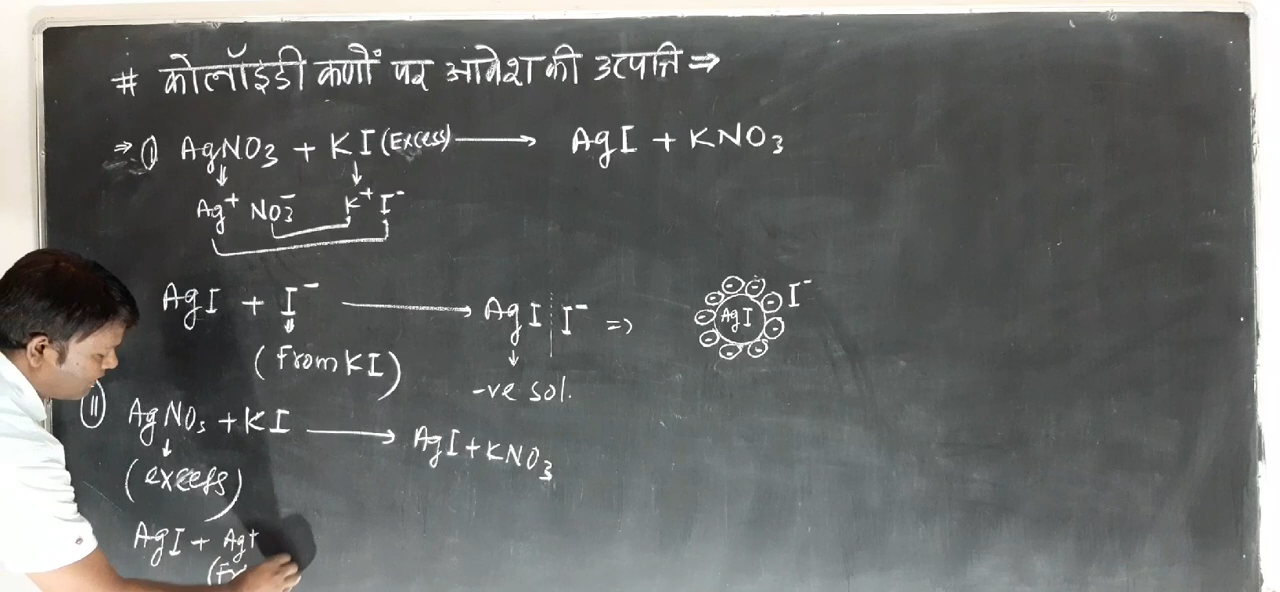 # कोलॉइडी कणों पर आवेश की उत्पत्ति ⇒
⇒ (i) AgNO3 + KI (Excess) ⟶ AgI + KNO3
⇓ ↓
Ag⁺ NO3⁻ K⁺ I⁻
AgI + I⁻ ⟶ AgI ⁞ I⁻ ⇒ AgI I⁻
⇓ ↓
(From KI) -ve sol.
(II) AgNO3 + KI ⟶ AgI + KNO3
↓
(excess)
AgI + Ag+